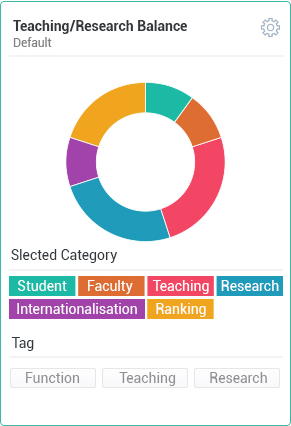 Teaching/Research Balance
Default
Slected Category
Student Faculty Teaching Research
Internationalisation Ranking
Tag
Function Teaching Research